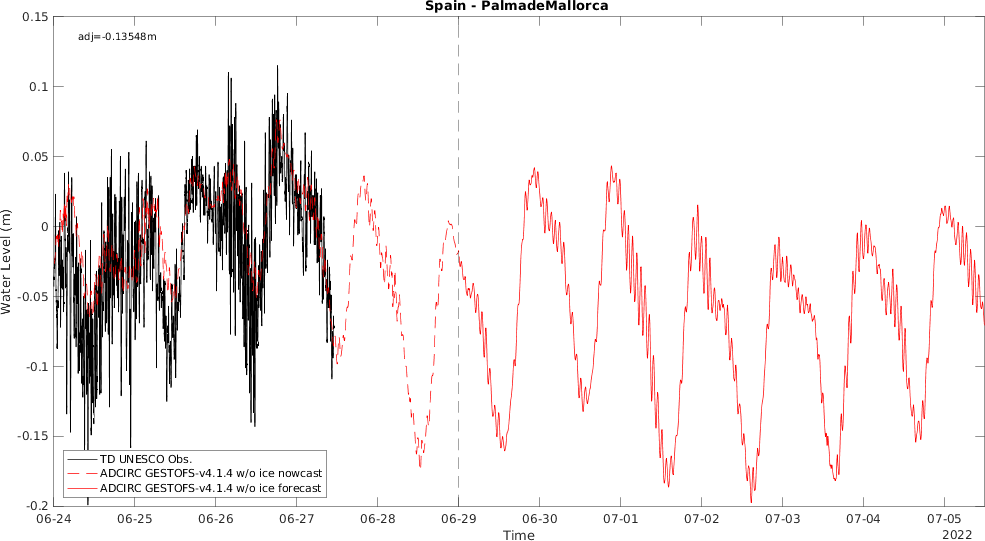 Spain - PalmadeMallorca
adj=-0.13548m
0.15
0.1
0.05
0
-0.05
-0.1
-0.15
-0.2
Water Level (m)
TD UNESCO Obs.
ADCIRC GESTOFS-v4.1.4 w/o ice nowcast
ADCIRC GESTOFS-v4.1.4 w/o ice forecast
06-24 06-25 06-26 06-27 06-28 06-29 06-30 07-01 07-02 07-03 07-04 07-05
Time
2022